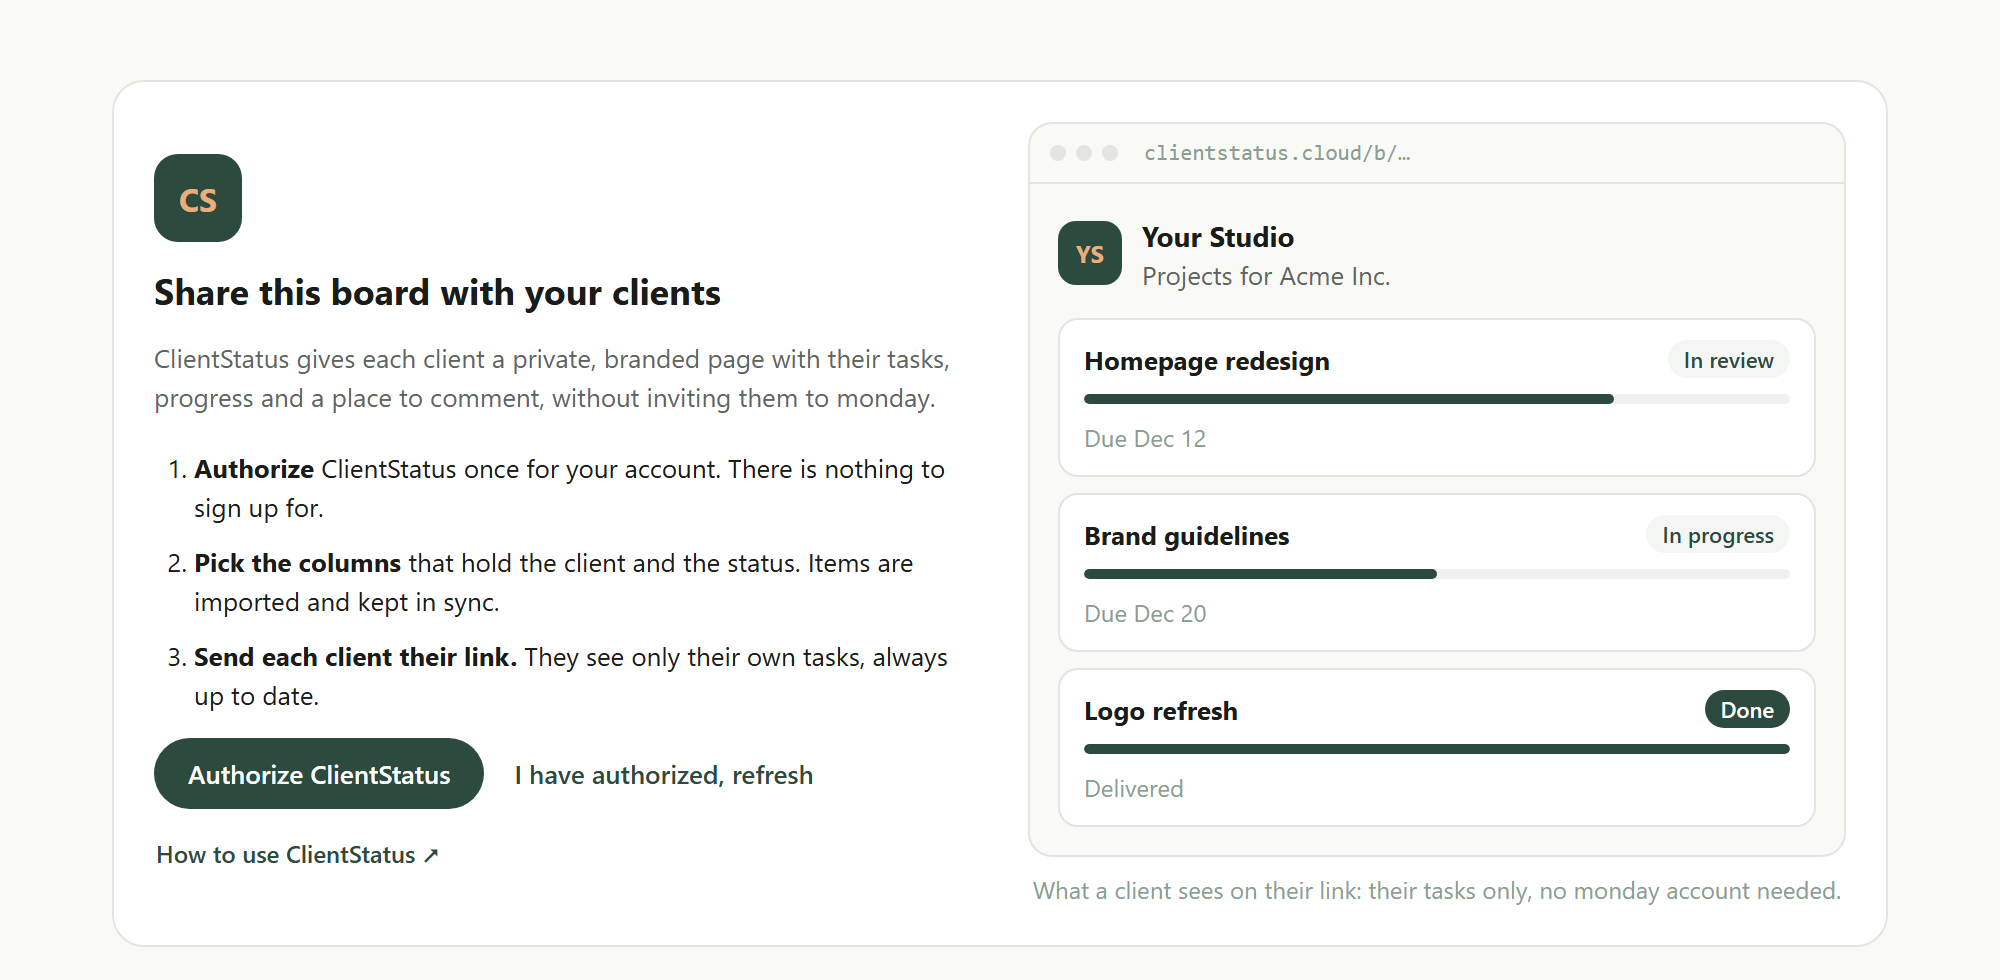 CS
Share this board with your clients
ClientStatus gives each client a private, branded page with their tasks,
progress and a place to comment, without inviting them to monday.
1. Authorize ClientStatus once for your account. There is nothing to
sign up for.
2. Pick the columns that hold the client and the status. Items are
imported and kept in sync.
3. Send each client their link. They see only their own tasks, always
up to date.
Authorize ClientStatus
I have authorized, refresh
How to use ClientStatus ↗
clientstatus.cloud/b/…
YS
Your Studio
Projects for Acme Inc.
Homepage redesign
In review
Due Dec 12
Brand guidelines
In progress
Due Dec 20
Logo refresh
Done
Delivered
What a client sees on their link: their tasks only, no monday account needed.